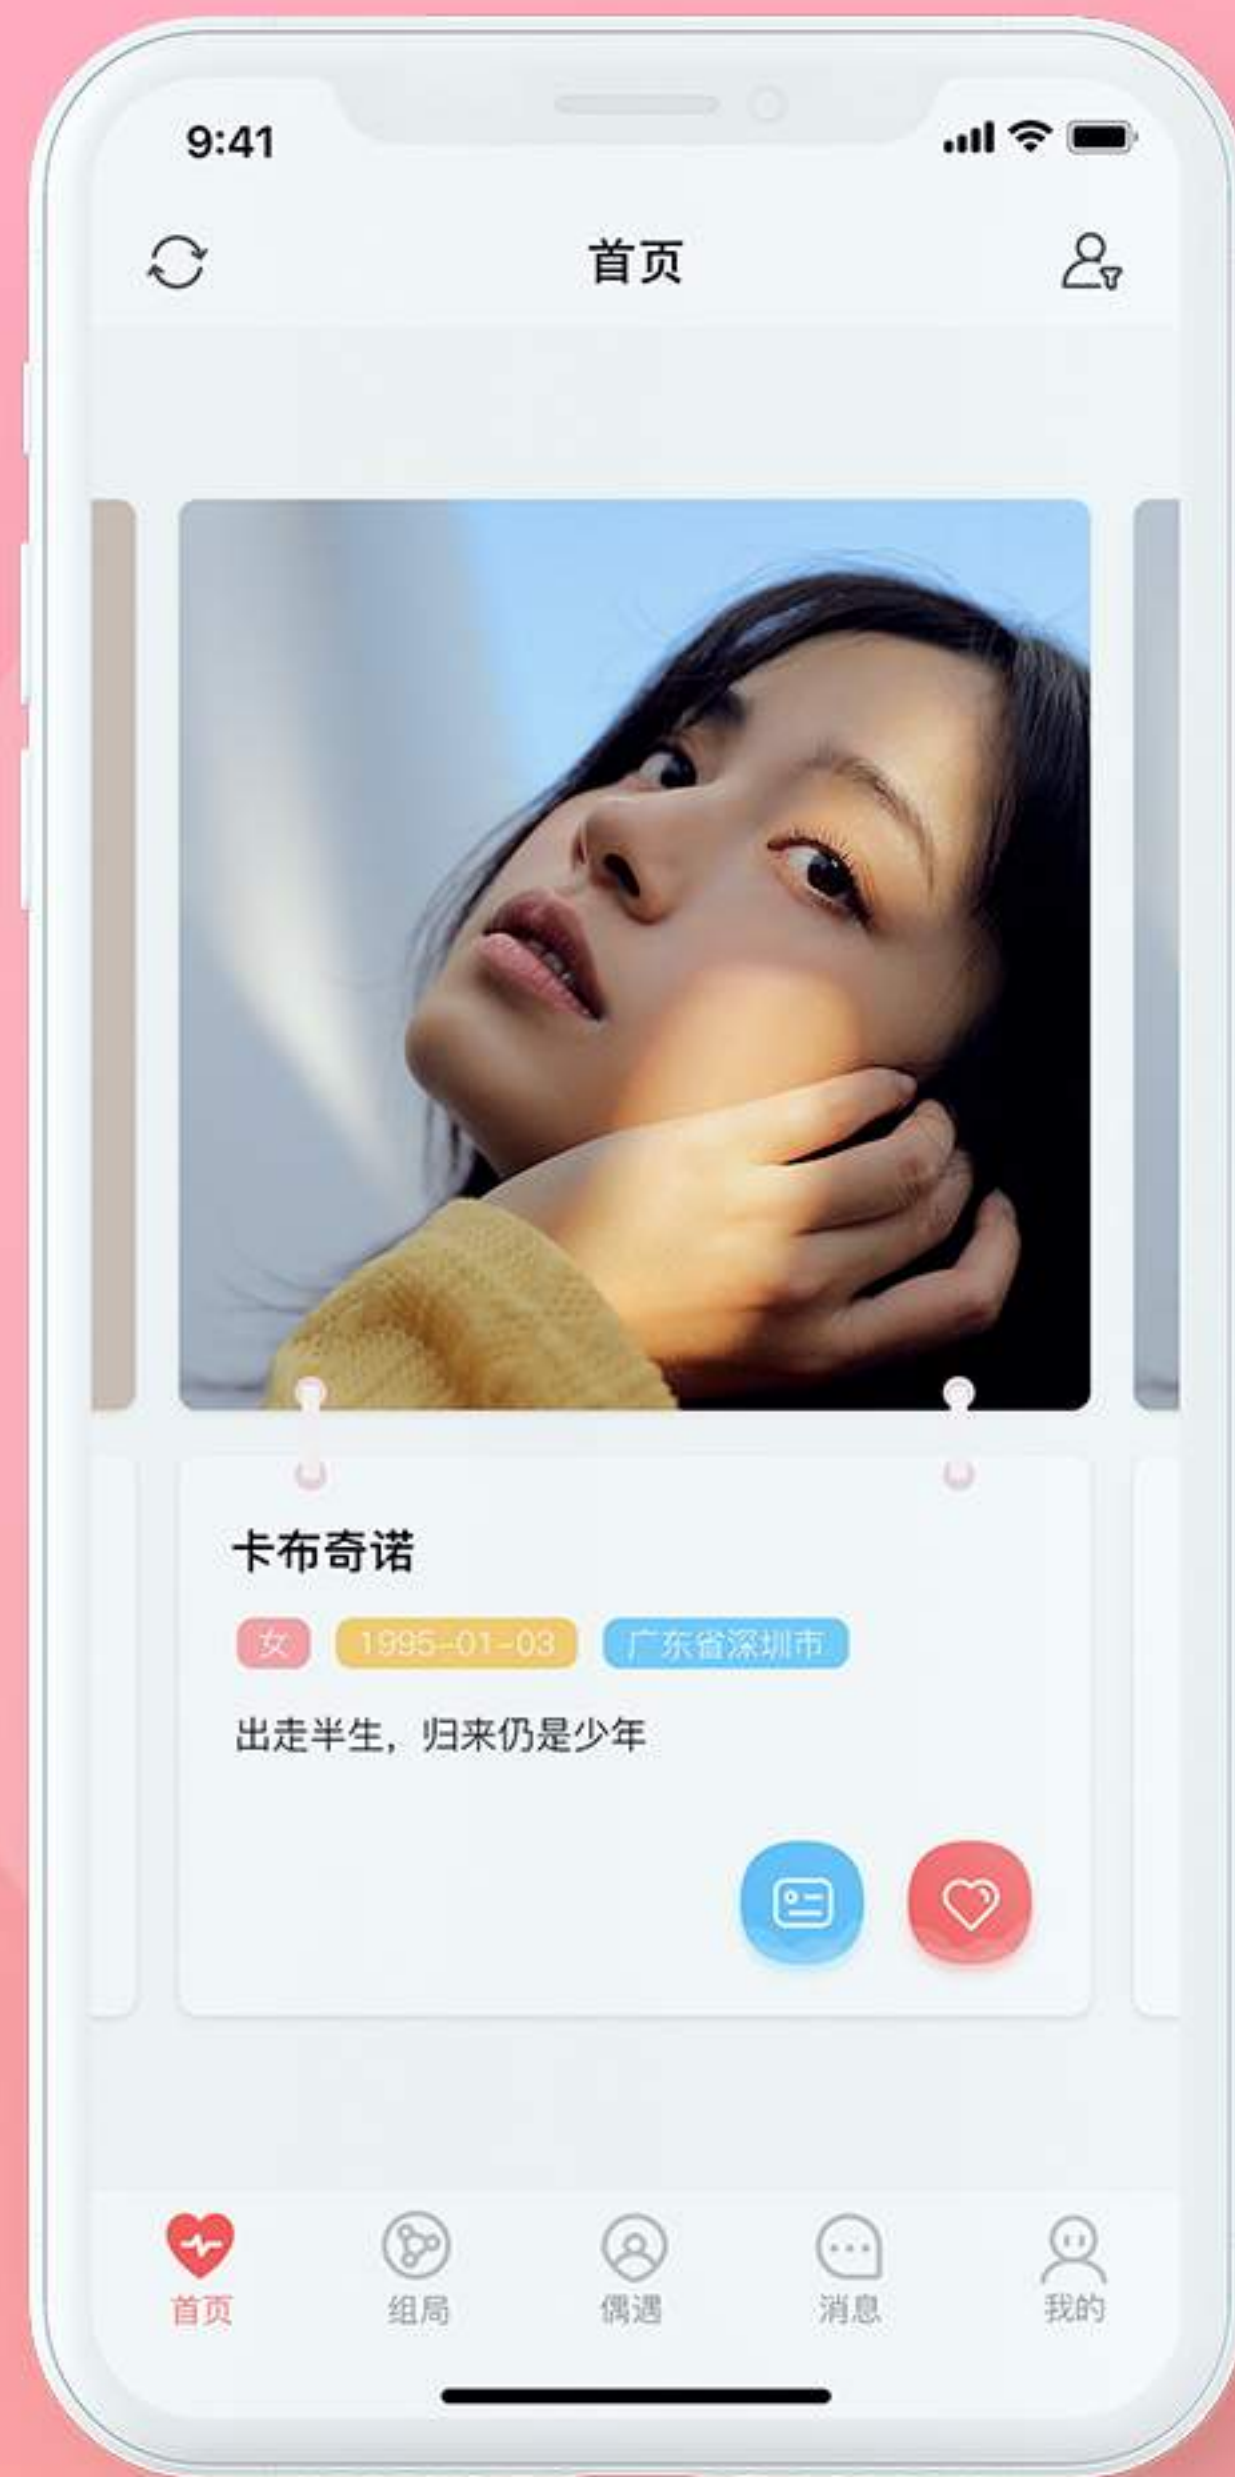 9:41
首页
卡布奇诺
女 1995-01-03 广东省深圳市
出走半生，归来仍是少年
首页 组局 偶遇 消息 我的